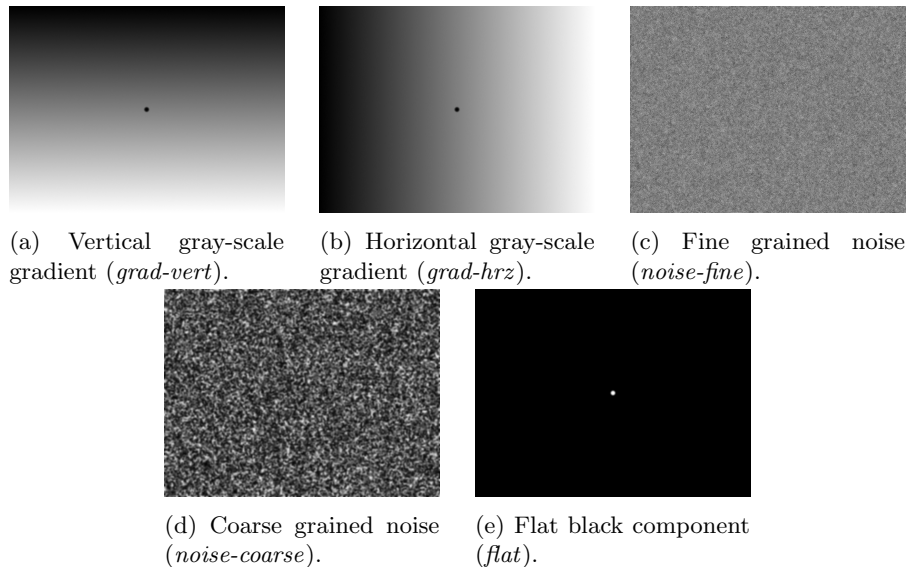 (a) Vertical gray-scale
gradient (grad-vert).
(b) Horizontal gray-scale
gradient (grad-hrz).
(c) Fine grained noise
(noise-fine).
(d) Coarse grained noise
(noise-coarse).
(e) Flat black component
(flat).